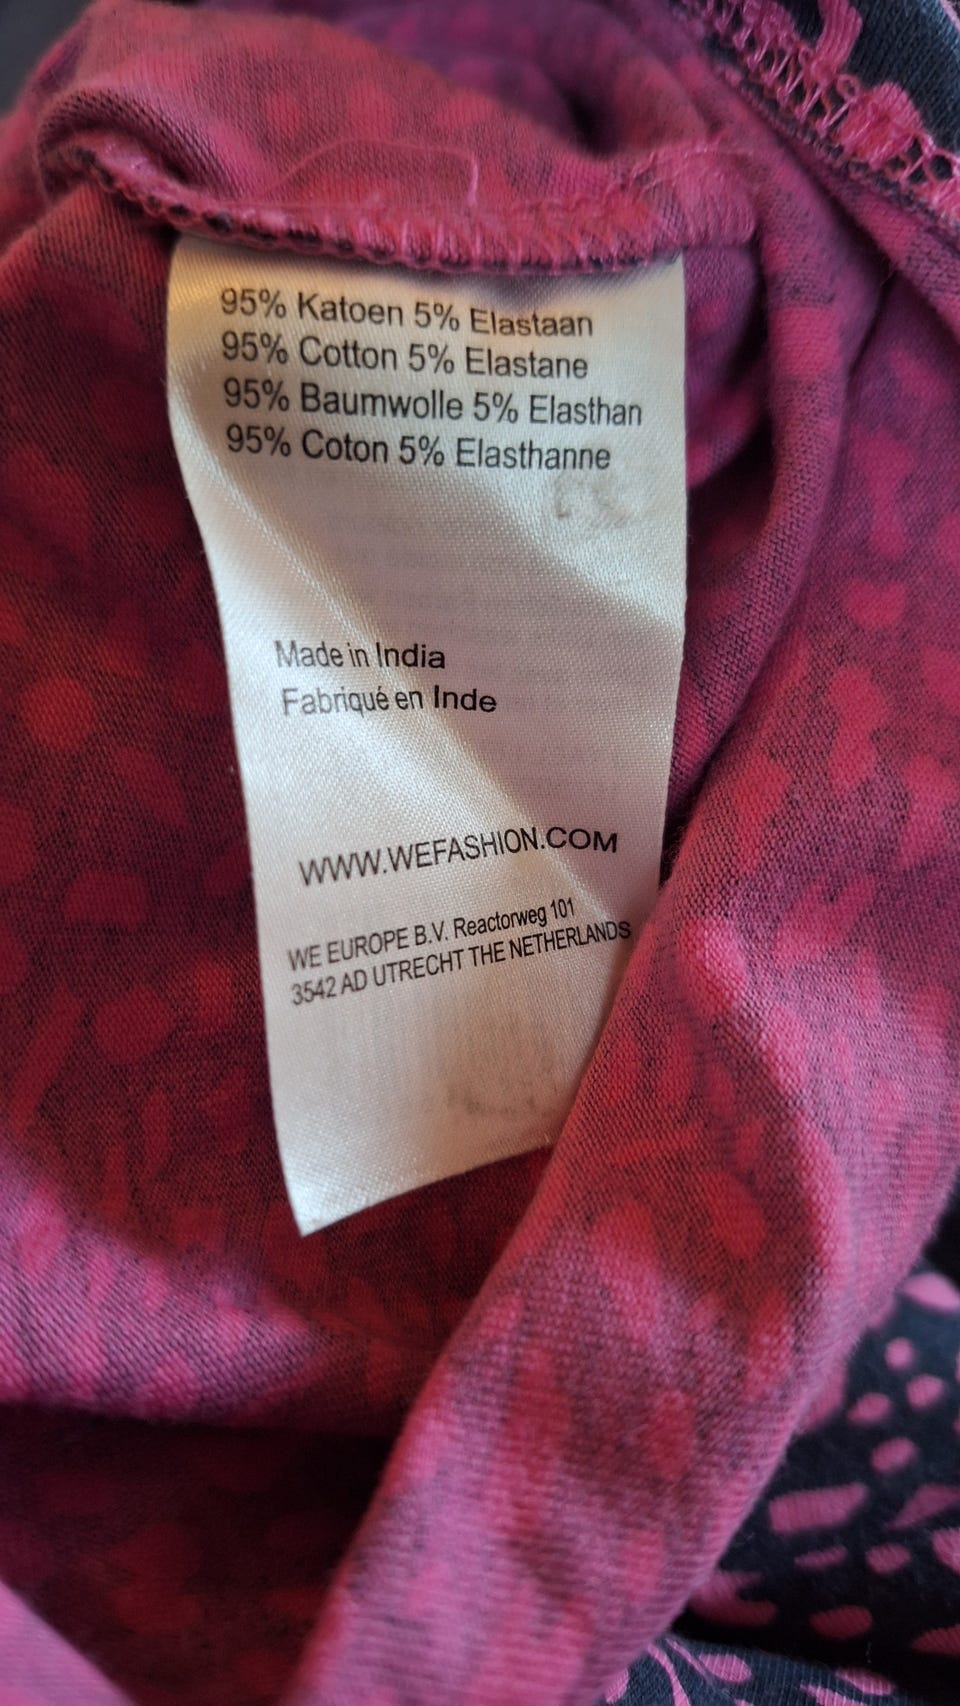 95% Katoen 5% Elastaan
95% Cotton 5% Elastane
95% Baumwolle 5% Elasthan
95% Coton 5% Elasthanne
Made in India
Fabriqué en Inde
WWW.WEFASHION.COM
WE EUROPE B.V. Reactorweg 101
3542 AD UTRECHT THE NETHERLANDS